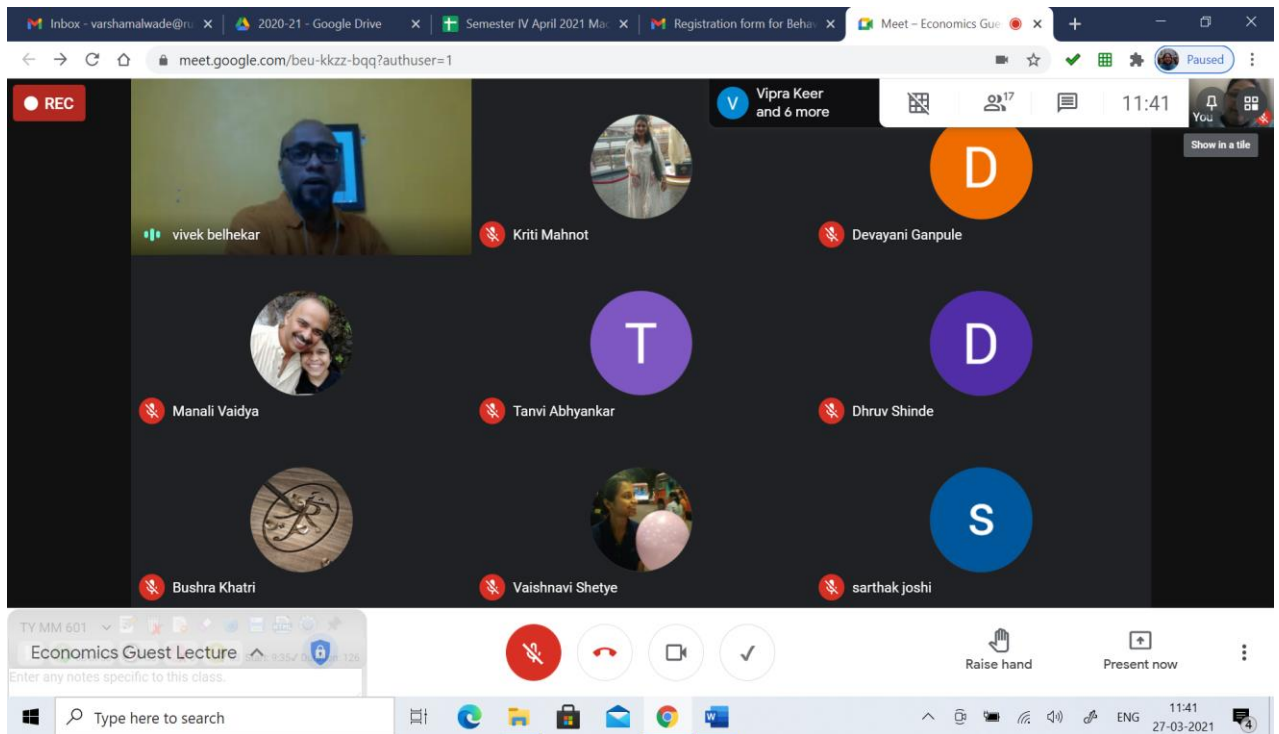 Inbox - varshamalwade@ru
2020-21 - Google Drive
Semester IV April 2021 Mac
Registration form for Behav
Meet – Economics Gue
meet.google.com/beu-kkzz-bqq?authuser=1
Paused
REC
V
Vipra Keer
and 6 more
17
11:41
You
Show in a tile
vivek belhekar
Kriti Mahnot
D
Devayani Ganpule
Manali Vaidya
T
Tanvi Abhyankar
D
Dhruv Shinde
Bushra Khatri
Vaishnavi Shetye
S
sarthak joshi
TY MM 601
Economics Guest Lecture
126
Enter any notes specific to this class.
Raise hand
Present now
Type here to search
ENG
11:41
27-03-2021
4